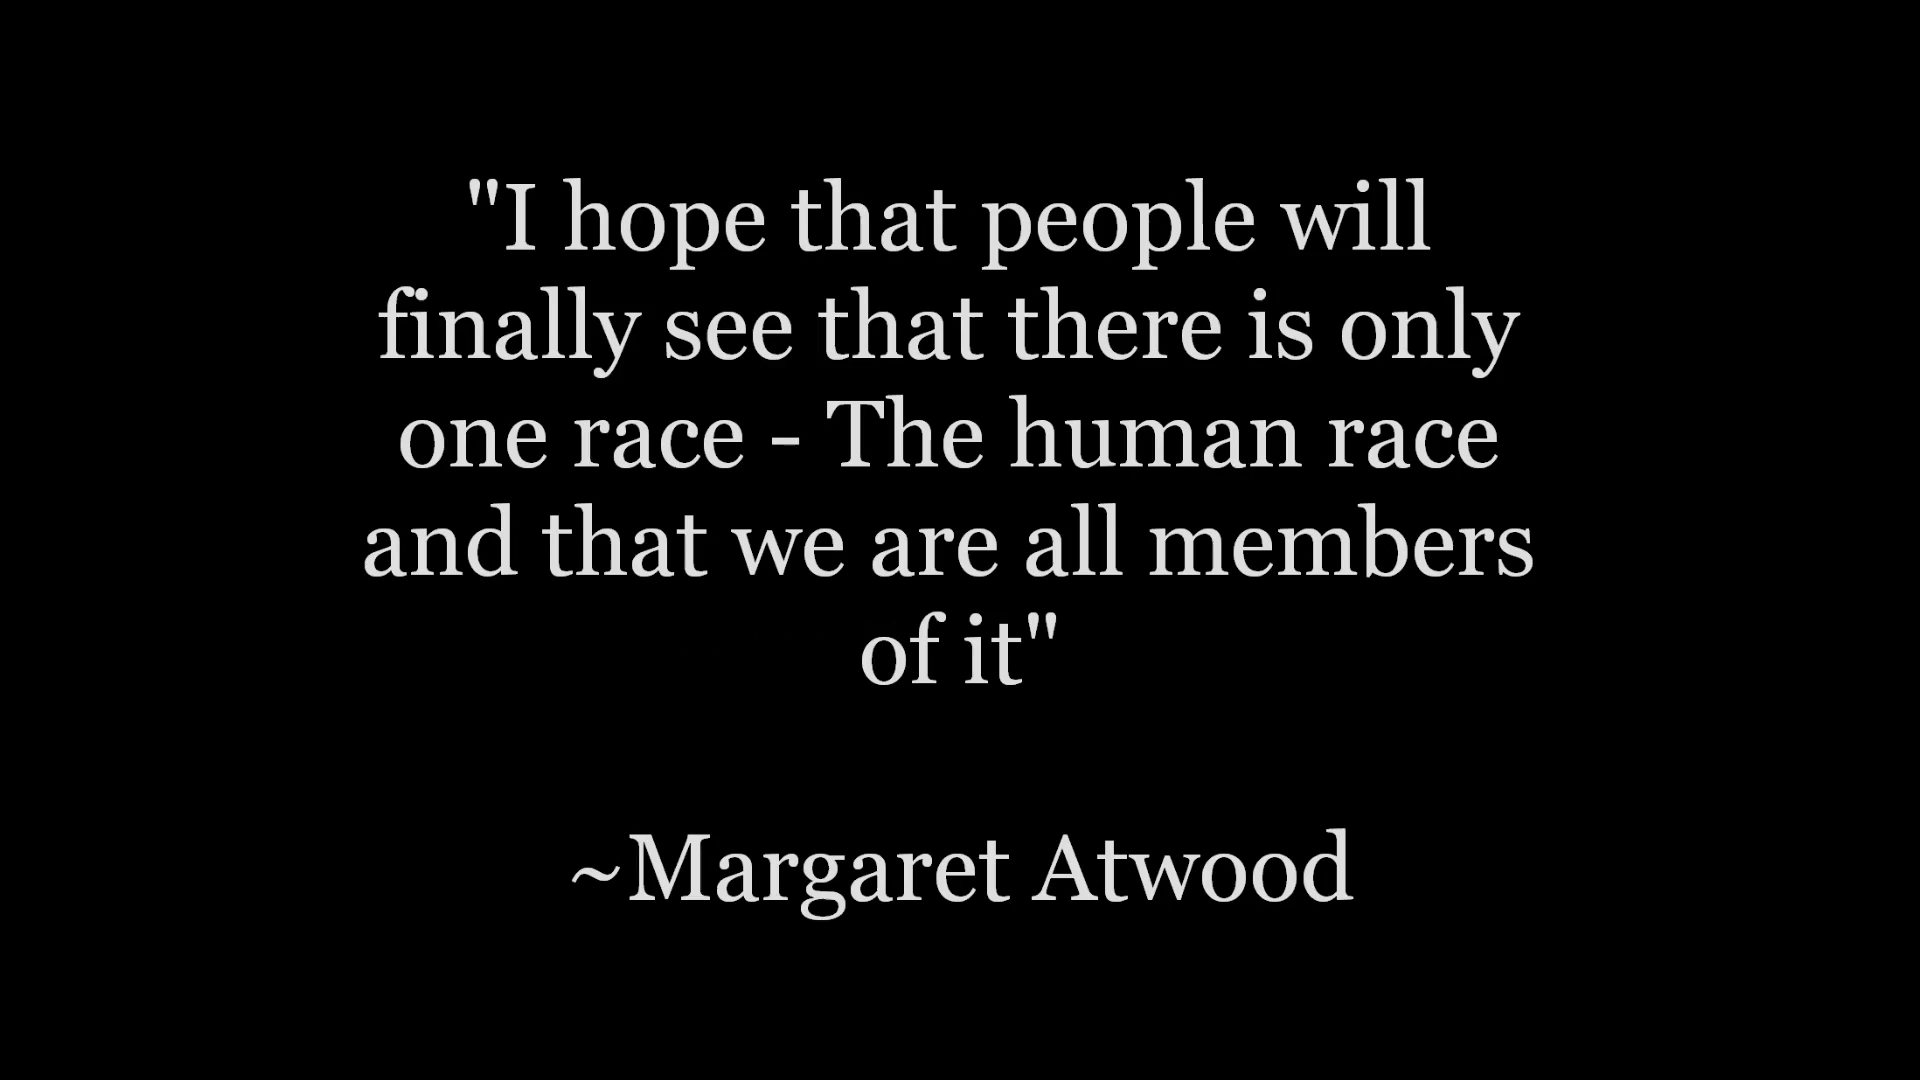 "I hope that people will
finally see that there is only
one race - The human race
and that we are all members
of it"
~Margaret Atwood